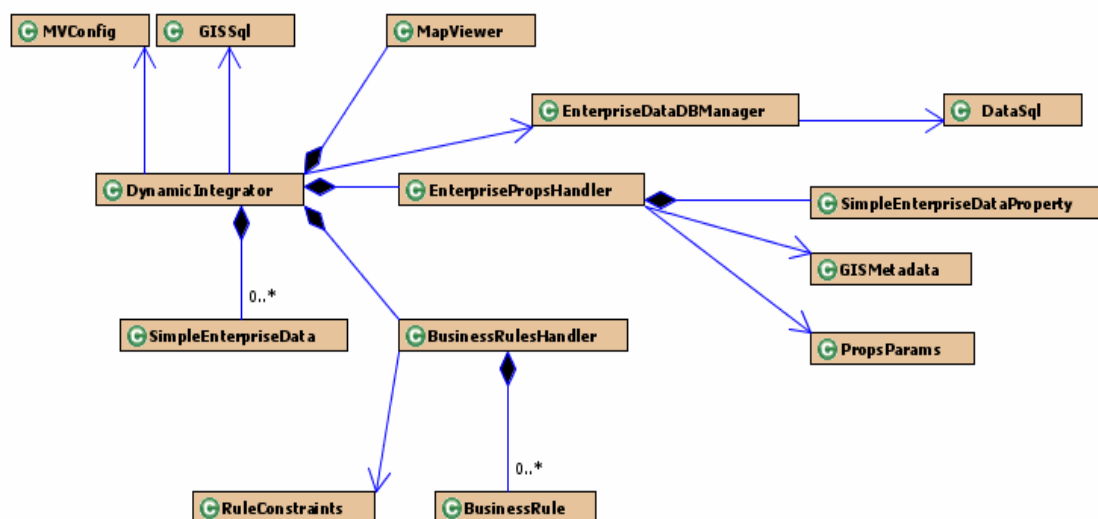 MVConfig
GISSql
MapViewer
EnterpriseDataDBManager
DataSql
DynamicIntegrator
EnterprisePropsHandler
SimpleEnterpriseDataProperty
GISMetadata
0..*
SimpleEnterpriseData
BusinessRulesHandler
PropsParams
0..*
RuleConstraints
BusinessRule